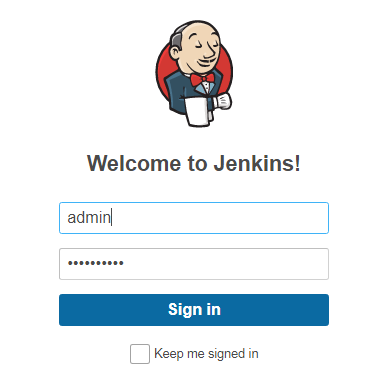 Welcome to Jenkins!
admin
••••••••••
Sign in
Keep me signed in